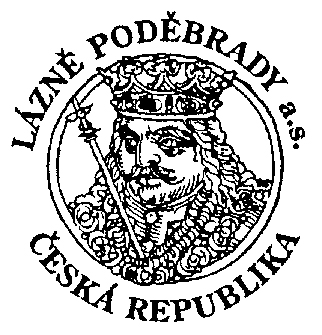 LÁZNĚ PODĚBRADY a.s.
ČESKÁ REPUBLIKA